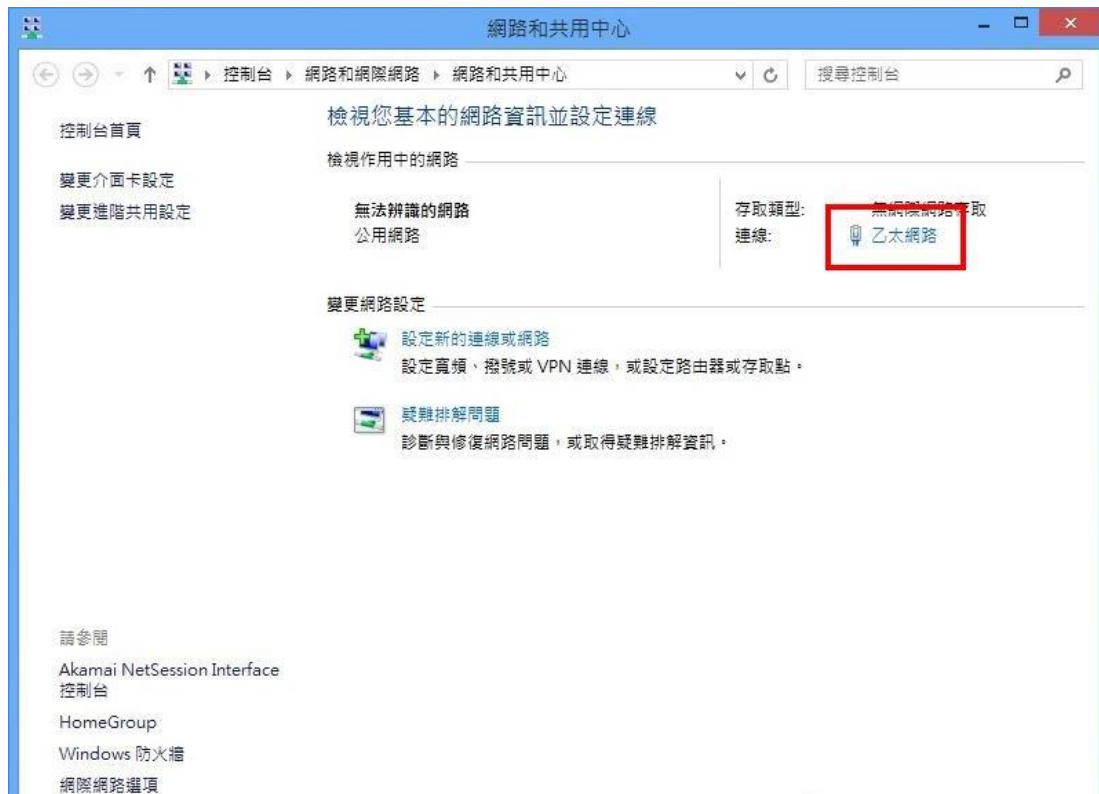 網路和共用中心
控制台 網路和網際網路 網路和共用中心
搜尋控制台
控制台首頁
變更介面卡設定
變更進階共用設定
檢視您基本的網路資訊並設定連線
檢視作用中的網路
無法辨識的網路
公用網路
存取類型: 無網際網路存取
連線: 乙太網路
變更網路設定
設定新的連線或網路
設定寬頻、撥號或 VPN 連線，或設定路由器或存取點。
疑難排解問題
診斷與修復網路問題，或取得疑難排解資訊。
請參閱
Akamai NetSession Interface
控制台
HomeGroup
Windows 防火牆
網際網路選項